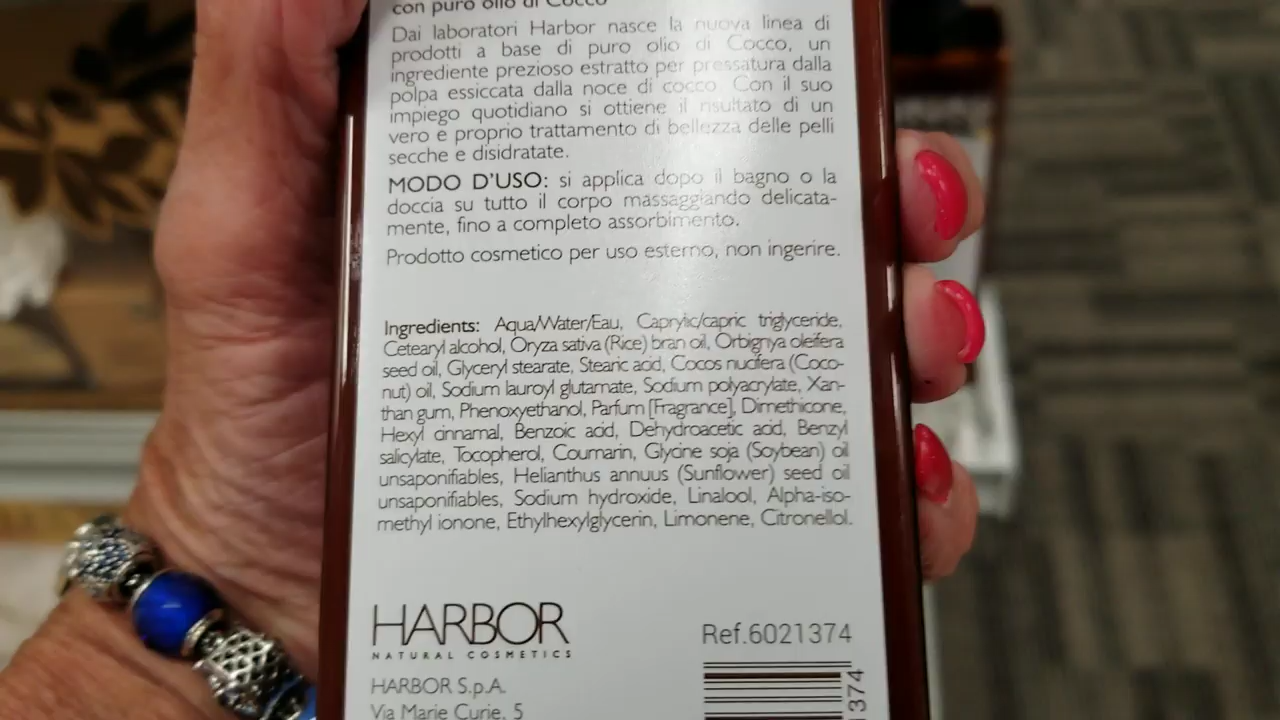 con puro olio di Cocco
Dai laboratori Harbor nasce la nuova linea di
prodotti a base di puro olio di Cocco, un
ingrediente prezioso estratto per pressatura dalla
polpa essiccata dalla noce di cocco. Con il suo
impiego quotidiano si ottiene il risultato di un
vero e proprio trattamento di bellezza delle pelli
secche e disidratate.
MODO D'USO: si applica dopo il bagno o la
doccia su tutto il corpo massaggiando delicata-
mente, fino a completo assorbimento.
Prodotto cosmetico per uso esterno, non ingerire.
Ingredients: Aqua/Water/Eau, Caprylic/capric triglyceride,
Cetearyl alcohol, Oryza sativa (Rice) bran oil, Orbignya oleifera
seed oil, Glyceryl stearate, Stearic acid, Cocos nucifera (Coco-
nut) oil, Sodium lauroyl glutamate, Sodium polyacrylate, Xan-
than gum, Phenoxyethanol, Parfum [Fragrance], Dimethicone,
Hexyl cinnamal, Benzoic acid, Dehydroacetic acid, Benzyl
salicylate, Tocopherol, Coumarin, Glycine soja (Soybean) oil
unsaponifiables, Helianthus annuus (Sunflower) seed oil
unsaponifiables, Sodium hydroxide, Linalool, Alpha-iso-
methyl ionone, Ethylhexylglycerin, Limonene, Citronellol.
HARBOR
NATURAL COSMETICS
Ref.6021374
HARBOR S.p.A.
Via Marie Curie, 5
1374